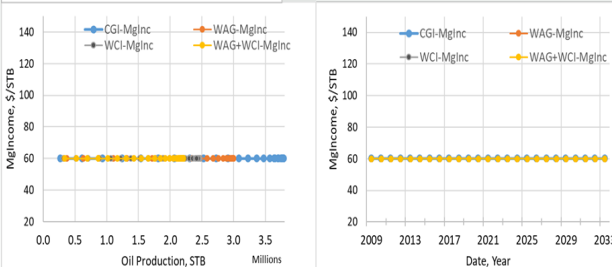 140
120
100
80
60
40
20
MgIncome, $/STB
CGI-MgInc
WAG-MgInc
WCI-MgInc
WAG+WCI-MgInc
0.0 0.5 1.0 1.5 2.0 2.5 3.0 3.5
Oil Production, STB
Millions
140
120
100
80
60
40
20
MgIncome, $/STB
CGI-MgInc
WAG-MgInc
WCI-MgInc
WAG+WCI-MgInc
2009 2013 2017 2021 2025 2029
Date, Year